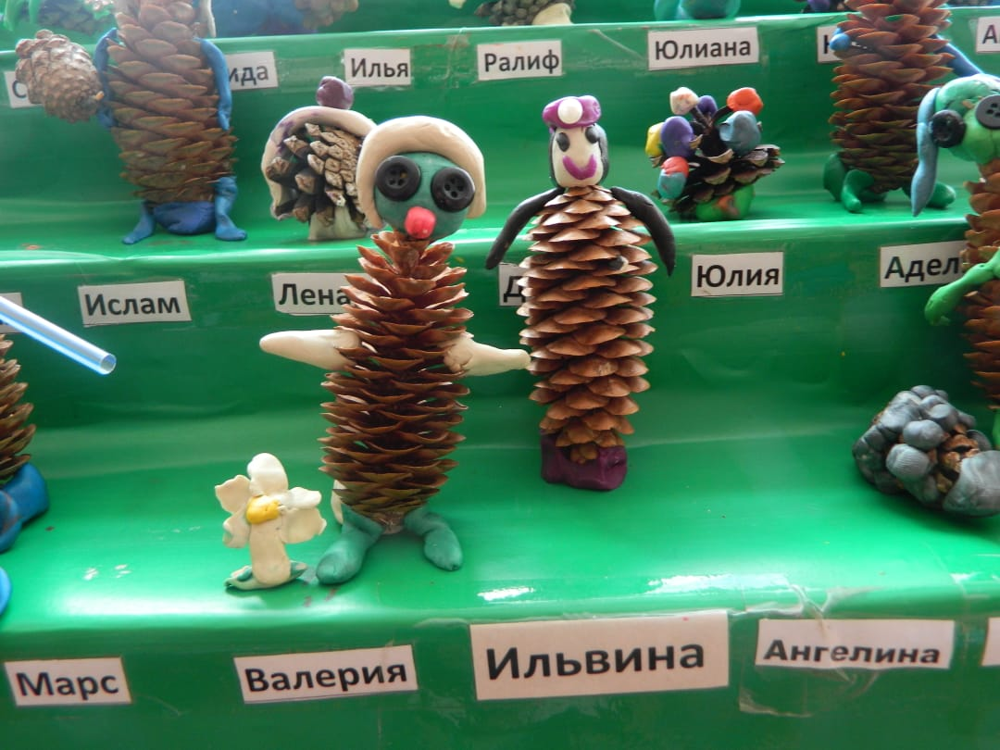 Илья
Ралиф
Юлиана
Ислам
Лена
Юлия
Марс
Валерия
Ильвина
Ангелина